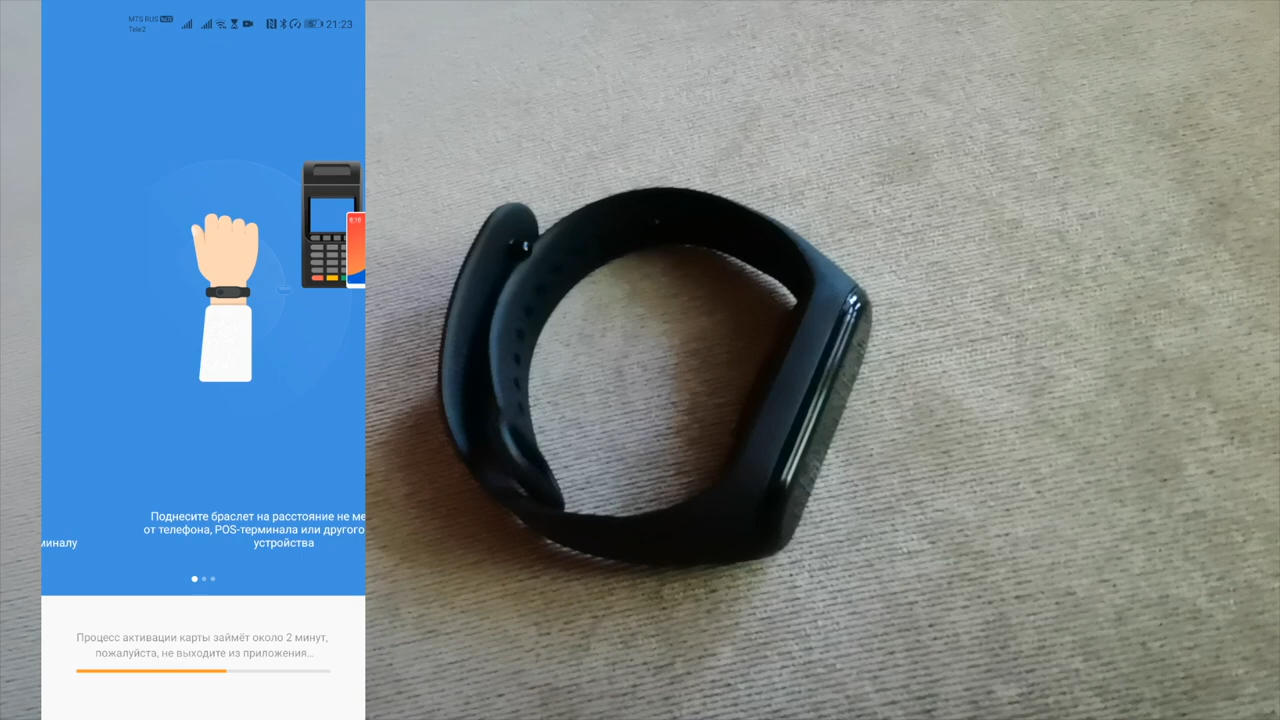 MTS RUS
Tele2
21:23
Поднесите браслет на расстояние не ме
от телефона, POS-терминала или другого
миналу устройства
Процесс активации карты займёт около 2 минут,
пожалуйста, не выходите из приложения...